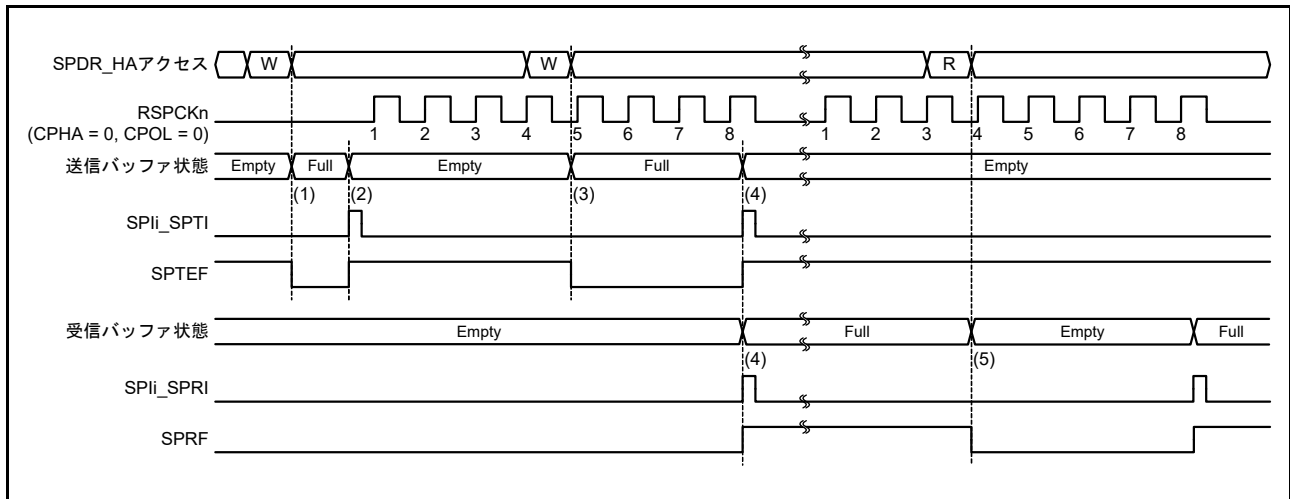 SPDR_HAアクセス W W R
RSPCKn
(CPHA = 0, CPOL = 0)
1 2 3 4 5 6 7 8 1 2 3 4 5 6 7 8
送信バッファ状態 Empty Full Empty Full Empty
(1) (2) (3) (4)
SPIi_SPTI
SPTEF
受信バッファ状態 Empty Full Empty Full
(4) (5)
SPIi_SPRI
SPRF